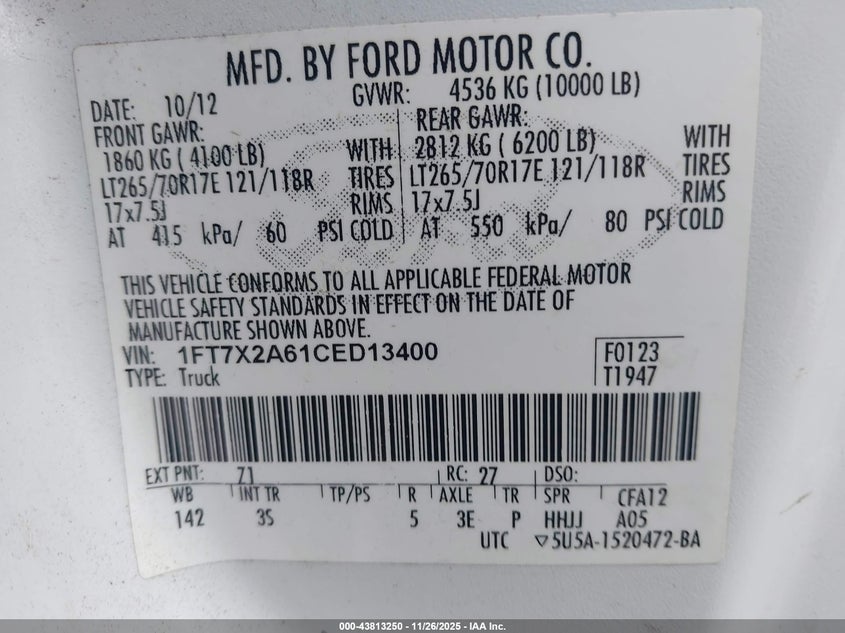 MFD. BY FORD MOTOR CO.
DATE: 10/12 GVWR: 4536 KG (10000 LB)
FRONT GAWR: REAR GAWR:
1860 KG ( 4100 LB) WITH 2812 KG ( 6200 LB) WITH
LT265/70R17E 121/118R TIRES LT265/70R17E 121/118R TIRES
17x7.5J RIMS 17x7.5J RIMS
AT 415 kPa/ 60 PSI COLD AT 550 kPa/ 80 PSI COLD
THIS VEHICLE CONFORMS TO ALL APPLICABLE FEDERAL MOTOR
VEHICLE SAFETY STANDARDS IN EFFECT ON THE DATE OF
MANUFACTURE SHOWN ABOVE.
VIN: 1FT7X2A61CED13400 F0123
TYPE: Truck T1947
EXT PNT: 71 RC: 27 DSO:
WB INT TR TP/PS R AXLE TR SPR CFA12
142 3S 5 3E P HHJJ A05
UTC ▽5U5A-1520472-BA
000-43813250 - 11/26/2025 - IAA Inc.